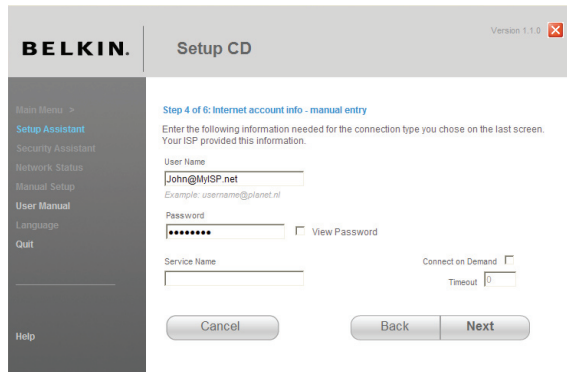 Version 1.1.0
BELKIN.
Setup CD
Main Menu >
Setup Assistant
Security Assistant
Network Status
Manual Setup
User Manual
Language
Quit
Help
Step 4 of 6: Internet account info - manual entry
Enter the following information needed for the connection type you chose on the last screen.
Your ISP provided this information.
User Name
John@MyISP.net
Example: username@planet.nl
Password
●●●●●●●●
View Password
Service Name
Connect on Demand
Timeout 0
Cancel
Back
Next